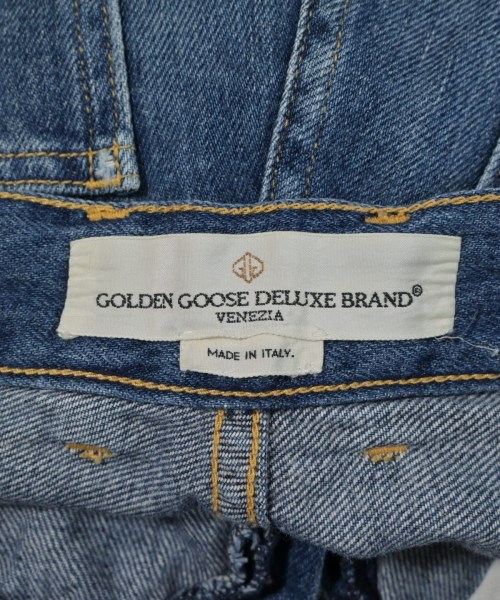 GOLDEN GOOSE DELUXE BRAND®
VENEZIA
MADE IN ITALY.